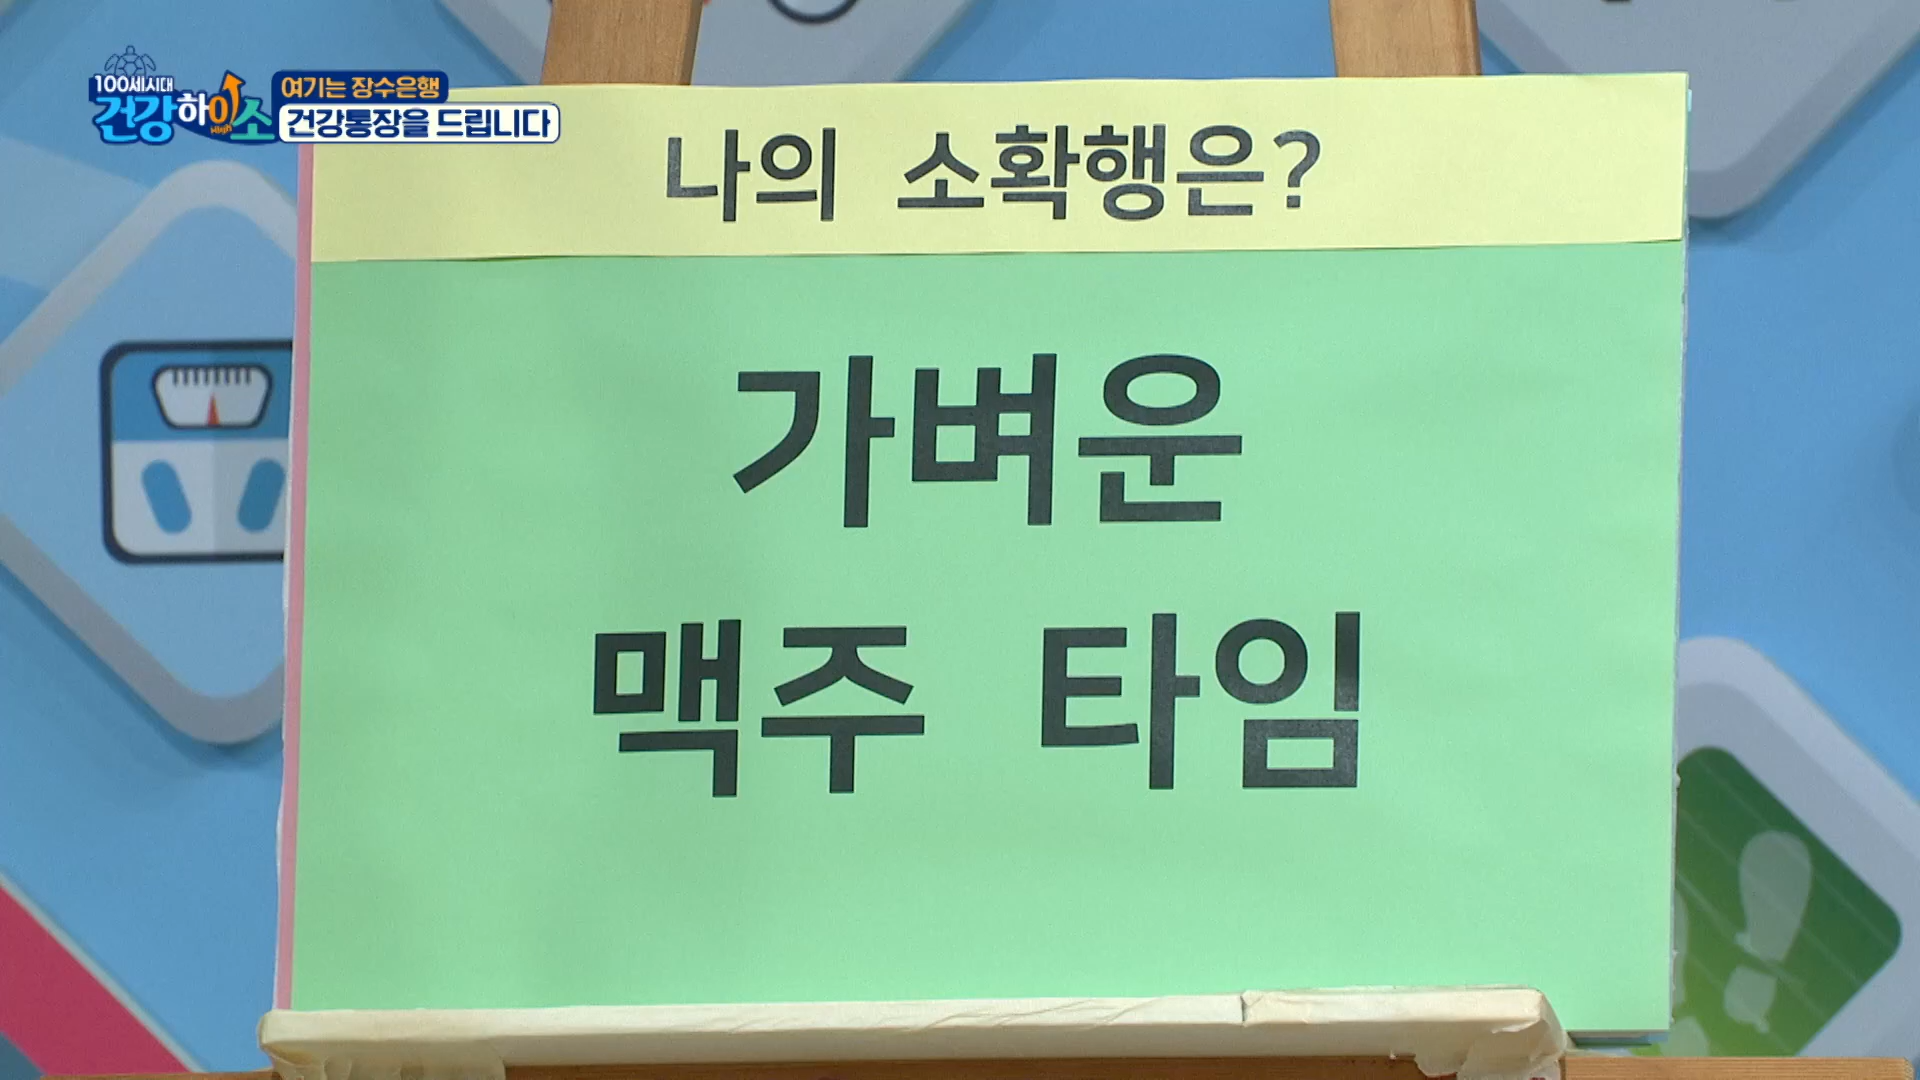 100세시대
건강하이소
High
여기는 장수은행
건강통장을 드립니다
나의 소확행은?
가벼운
맥주 타임